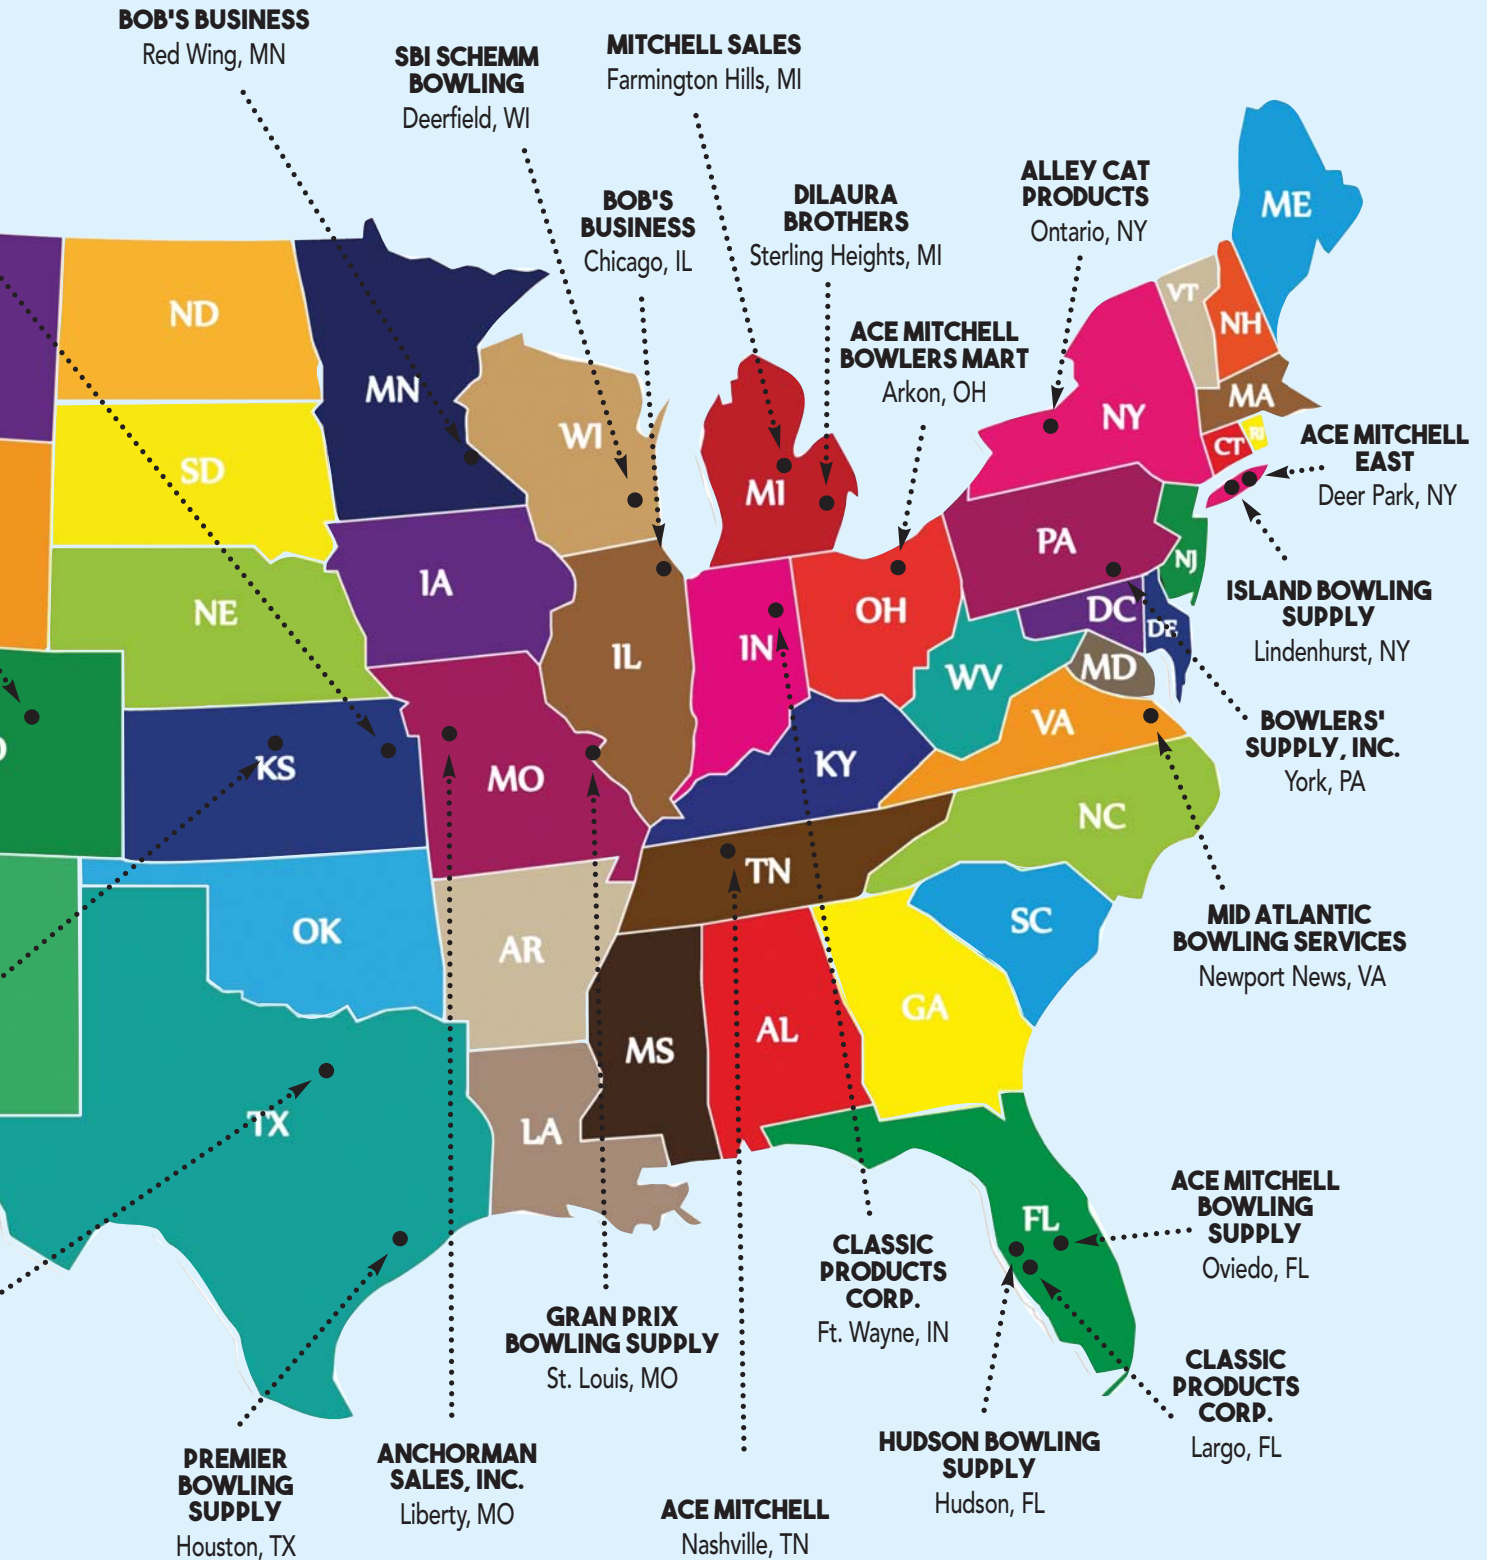 BOB'S BUSINESS
Red Wing, MN
SBI SCHEMM
BOWLING
Deerfield, WI
MITCHELL SALES
Farmington Hills, MI
BOB'S
BUSINESS
Chicago, IL
DILAURA
BROTHERS
Sterling Heights, MI
ALLEY CAT
PRODUCTS
Ontario, NY
ACE MITCHELL
BOWLERS MART
Arkon, OH
ME
VT
NH
ND
MN
WI
MI
NY
MA
CT
RI
ACE MITCHELL
EAST
Deer Park, NY
SD
IA
PA
NJ
ISLAND BOWLING
SUPPLY
Lindenhurst, NY
NE
IL
IN
OH
DC
DE
WV
MD
VA
BOWLERS'
SUPPLY, INC.
York, PA
KS
MO
KY
NC
TN
OK
AR
SC
MID ATLANTIC
BOWLING SERVICES
Newport News, VA
MS
AL
GA
TX
LA
FL
ACE MITCHELL
BOWLING
SUPPLY
Oviedo, FL
CLASSIC
PRODUCTS
CORP.
Ft. Wayne, IN
GRAN PRIX
BOWLING SUPPLY
St. Louis, MO
CLASSIC
PRODUCTS
CORP.
Largo, FL
HUDSON BOWLING
SUPPLY
Hudson, FL
PREMIER
BOWLING
SUPPLY
Houston, TX
ANCHORMAN
SALES, INC.
Liberty, MO
ACE MITCHELL
Nashville, TN